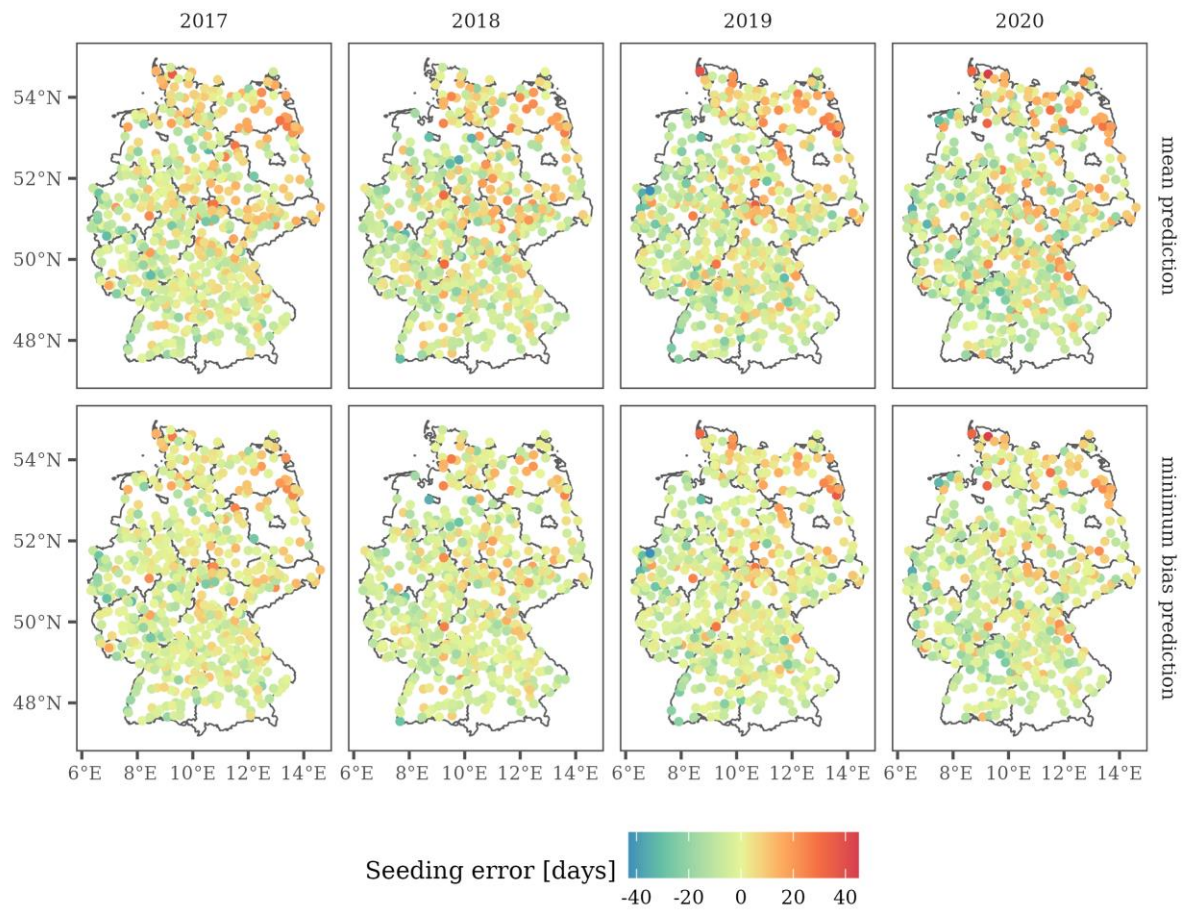 2017 2018 2019 2020
54°N
52°N
50°N
48°N
mean prediction
54°N
52°N
50°N
48°N
minimum bias prediction
6°E 8°E 10°E 12°E 14°E 6°E 8°E 10°E 12°E 14°E 6°E 8°E 10°E 12°E 14°E 6°E 8°E 10°E 12°E 14°E
Seeding error [days]
-40 -20 0 20 40